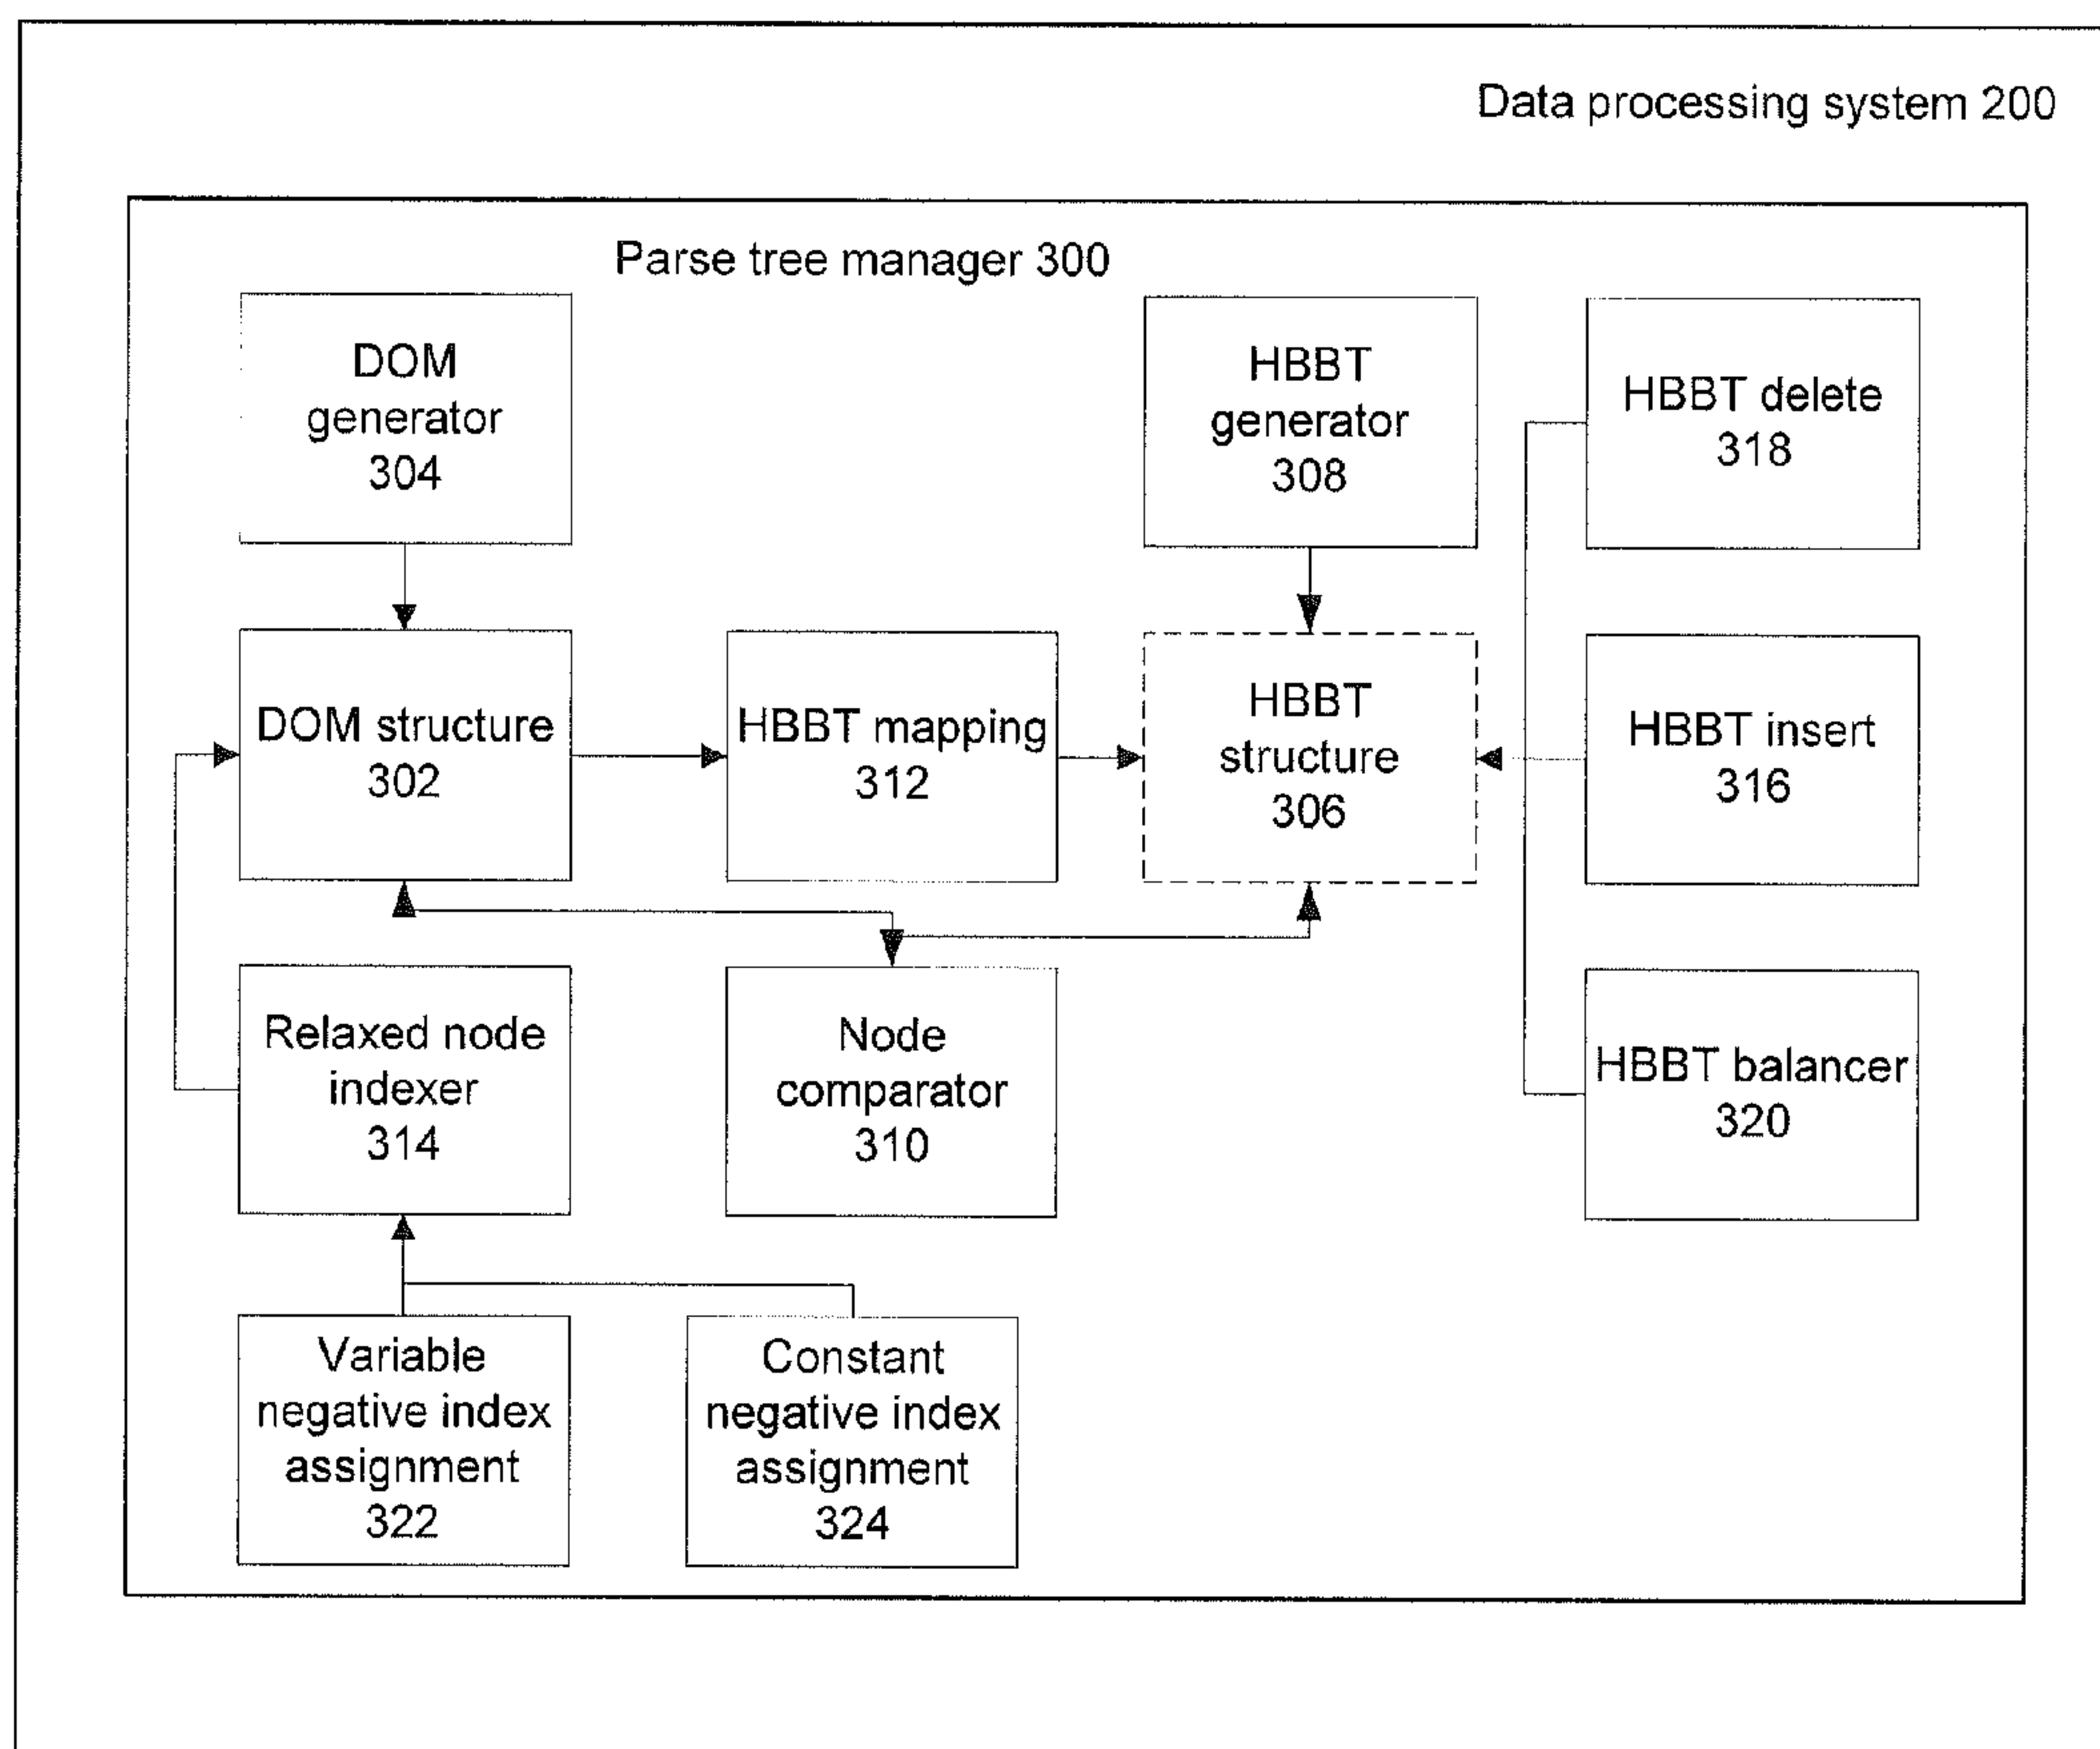 Data processing system 200
Parse tree manager 300
DOM
generator
304
HBBT
generator
308
HBBT delete
318
DOM structure
302
HBBT mapping
312
HBBT
structure
306
HBBT insert
316
Relaxed node
indexer
314
Node
comparator
310
HBBT balancer
320
Variable
negative index
assignment
322
Constant
negative index
assignment
324